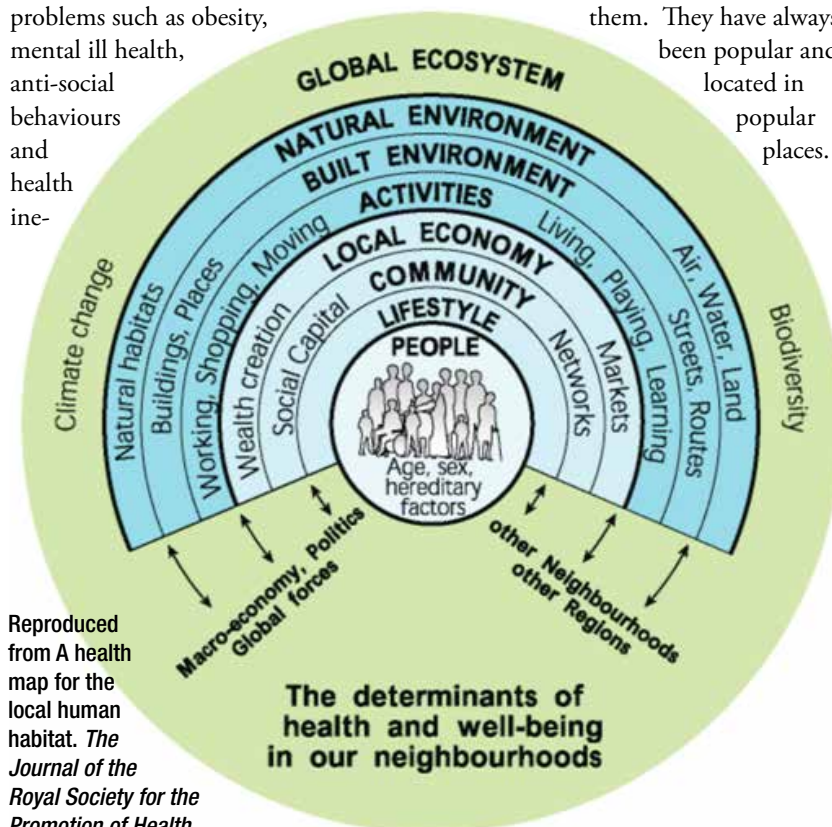 problems such as obesity,
mental ill health,
anti-social
behaviours
and
health
ine-
them. They have always
been popular and
located in
popular
places.
GLOBAL ECOSYSTEM
NATURAL ENVIRONMENT
BUILT ENVIRONMENT
ACTIVITIES
LOCAL ECONOMY
COMMUNITY
LIFESTYLE
PEOPLE
Age, sex,
hereditary
factors
Climate change
Natural habitats
Buildings, Places
Working, Shopping, Moving
Wealth creation
Social Capital
Networks
Markets
Living, Playing, Learning
Streets, Routes
Air, Water, Land
Biodiversity
Macro-economy, Politics
Global forces
other Neighbourhoods
other Regions
The determinants of
health and well-being
in our neighbourhoods
Reproduced
from A health
map for the
local human
habitat. The
Journal of the
Royal Society for the
Promotion of Health